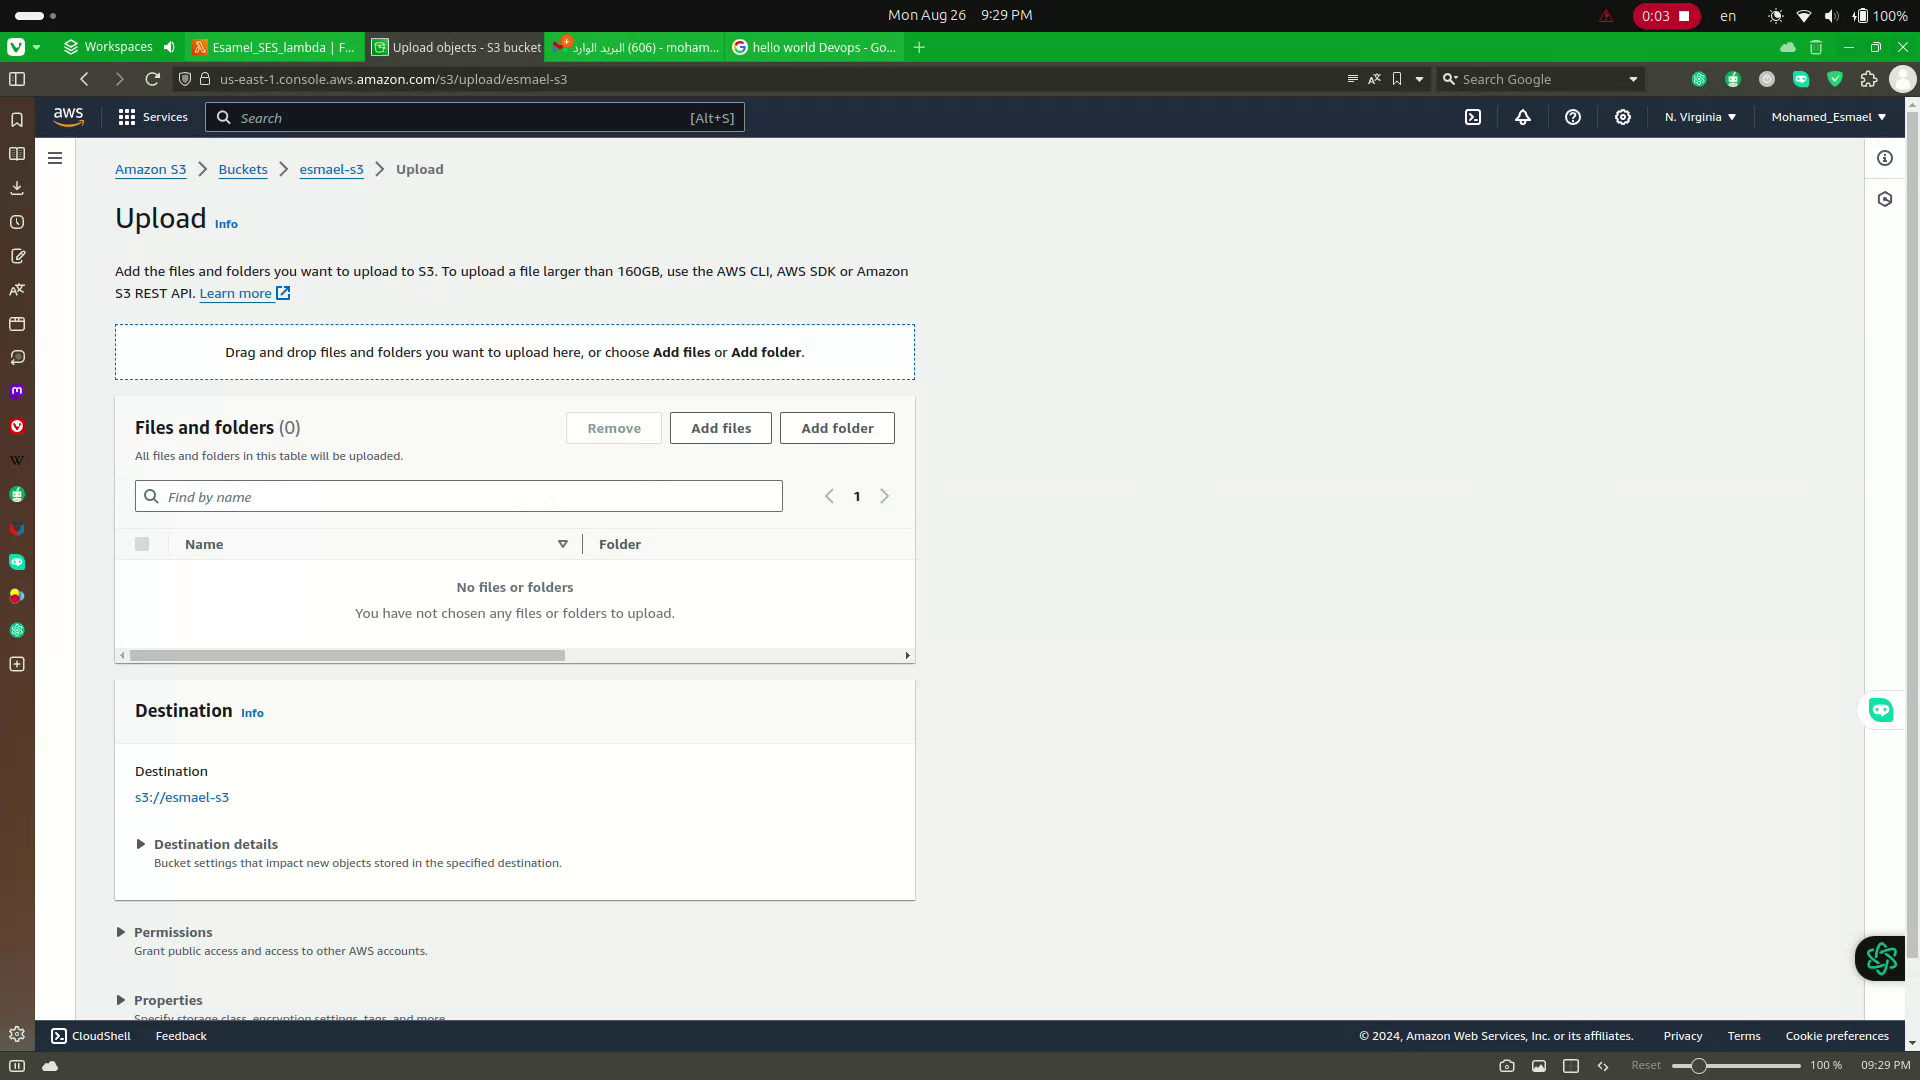 Mon Aug 26 9:29 PM
0:03
en
100%
Workspaces
Esamel_SES_lambda | F...
Upload objects - S3 bucket
البريد الوارد (606) - moham...
hello world Devops - Go...
us-east-1.console.aws.amazon.com/s3/upload/esmael-s3
Search Google
aws
Services
Search
[Alt+S]
N. Virginia
Mohamed_Esmael
Amazon S3
Buckets
esmael-s3
Upload
Upload Info
Add the files and folders you want to upload to S3. To upload a file larger than 160GB, use the AWS CLI, AWS SDK or Amazon
S3 REST API. Learn more
Drag and drop files and folders you want to upload here, or choose Add files or Add folder.
Files and folders (0)
Remove
Add files
Add folder
All files and folders in this table will be uploaded.
Find by name
1
Name
Folder
No files or folders
You have not chosen any files or folders to upload.
Destination Info
Destination
s3://esmael-s3
Destination details
Bucket settings that impact new objects stored in the specified destination.
Permissions
Grant public access and access to other AWS accounts.
Properties
Specify storage class, encryption settings, tags, and more.
CloudShell
Feedback
© 2024, Amazon Web Services, Inc. or its affiliates.
Privacy
Terms
Cookie preferences
Reset
100 %
09:29 PM